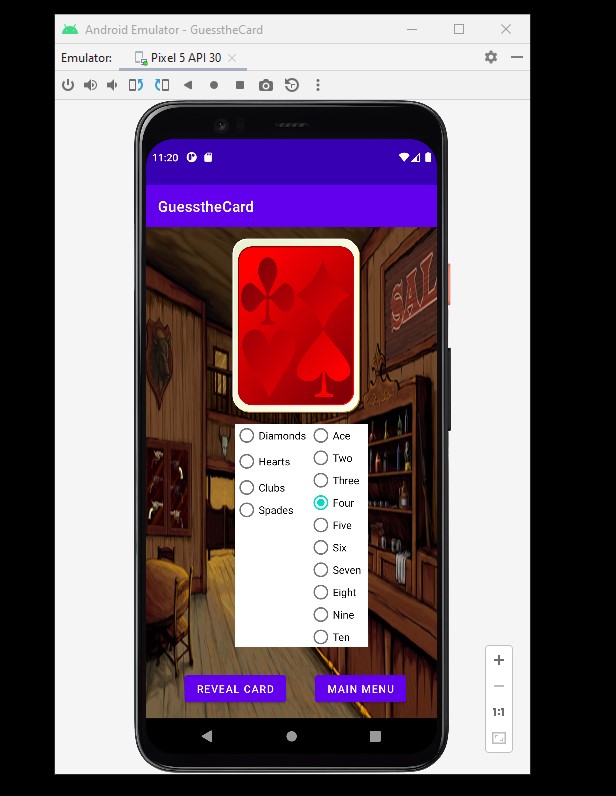 Android Emulator - GuesstheCard
Emulator: Pixel 5 API 30
11:20
GuesstheCard
SAL
Diamonds Ace
Hearts Two
Clubs Three
Spades Four
Five
Six
Seven
Eight
Nine
Ten
REVEAL CARD MAIN MENU
1:1